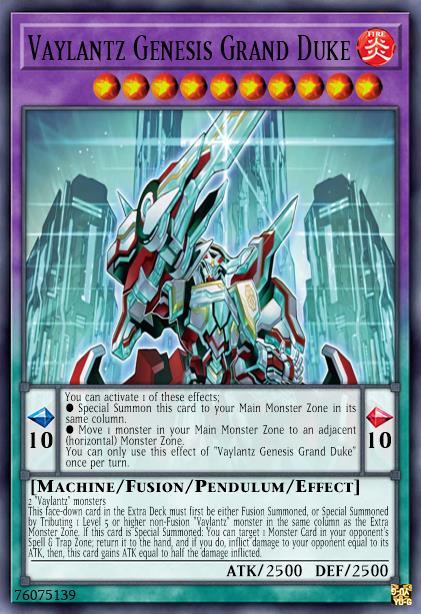 VAYLANTZ GENESIS GRAND DUKE
FIRE
炎
You can activate 1 of these effects;
● Special Summon this card to your Main Monster Zone in its
same column.
● Move 1 monster in your Main Monster Zone to an adjacent
(horizontal) Monster Zone.
You can only use this effect of "Vaylantz Genesis Grand Duke"
once per turn.
10
10
[MACHINE/FUSION/PENDULUM/EFFECT]
2 "Vaylantz" monsters
This face-down card in the Extra Deck must first be either Fusion Summoned, or Special Summoned
by Tributing 1 Level 5 or higher non-Fusion "Vaylantz" monster in the same column as the Extra
Monster Zone. If this card is Special Summoned: You can target 1 Monster Card in your opponent's
Spell & Trap Zone; return it to the hand, and if you do, inflict damage to your opponent equal to its
ATK, then, this card gains ATK equal to half the damage inflicted.
ATK/2500 DEF/2500
76075139